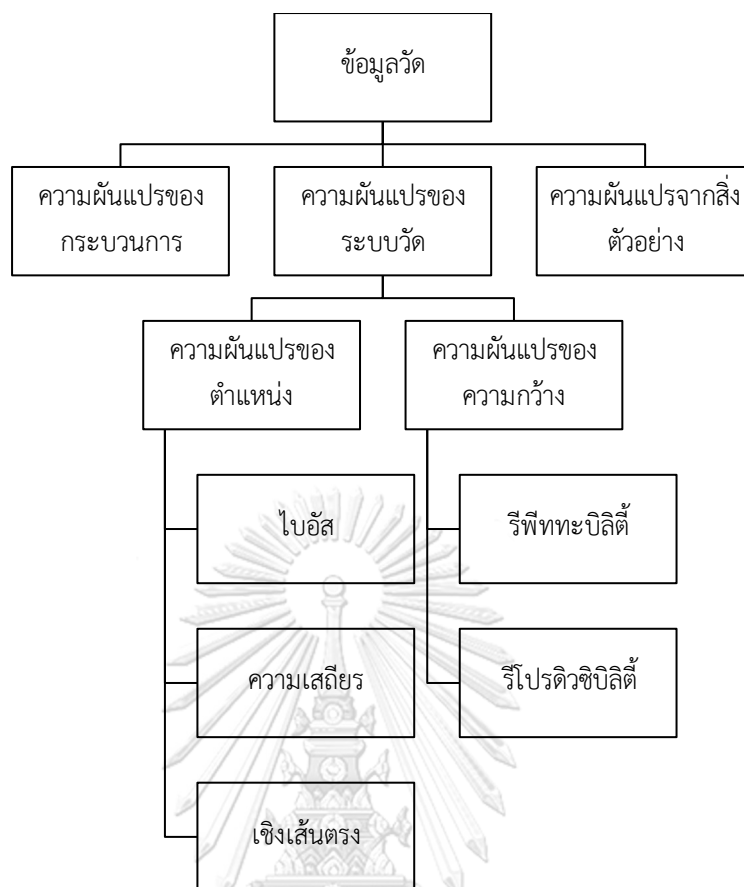 ข้อมูลวัด
ความผันแปรของ
กระบวนการ
ความผันแปรของ
ระบบวัด
ความผันแปรจากสิ่ง
ตัวอย่าง
ความผันแปรของ
ตำแหน่ง
ความผันแปรของ
ความกว้าง
ไบอัส
รีพีททะบิลิตี้
ความเสถียร
รีโปรดิวซิบิลิตี้
เชิงเส้นตรง